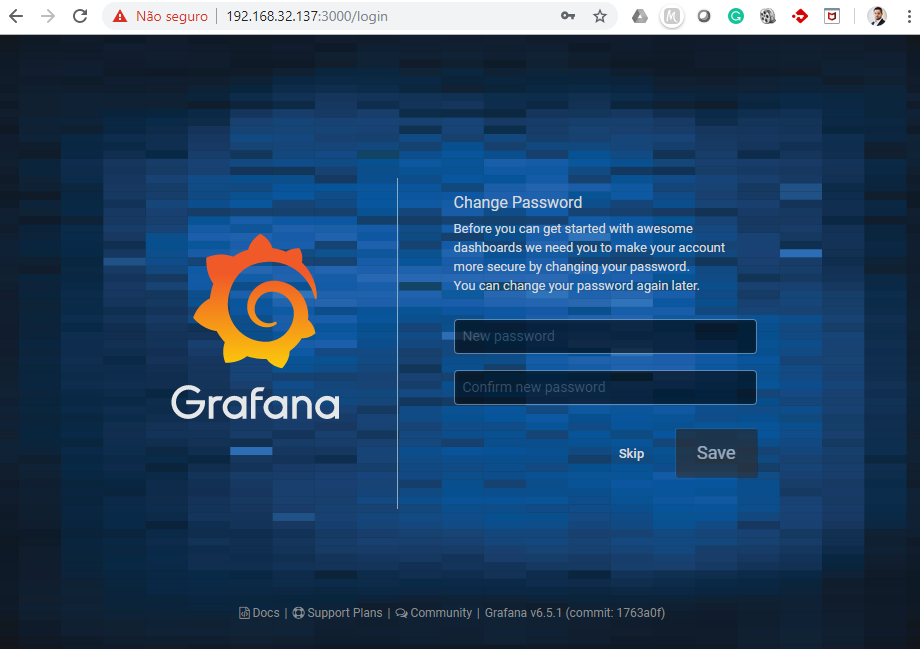 Não seguro | 192.168.32.137:3000/login
Change Password
Before you can get started with awesome
dashboards we need you to make your account
more secure by changing your password.
You can change your password again later.
New password
Confirm new password
Skip
Save
Grafana
Docs | Support Plans | Community | Grafana v6.5.1 (commit: 1763a0f)